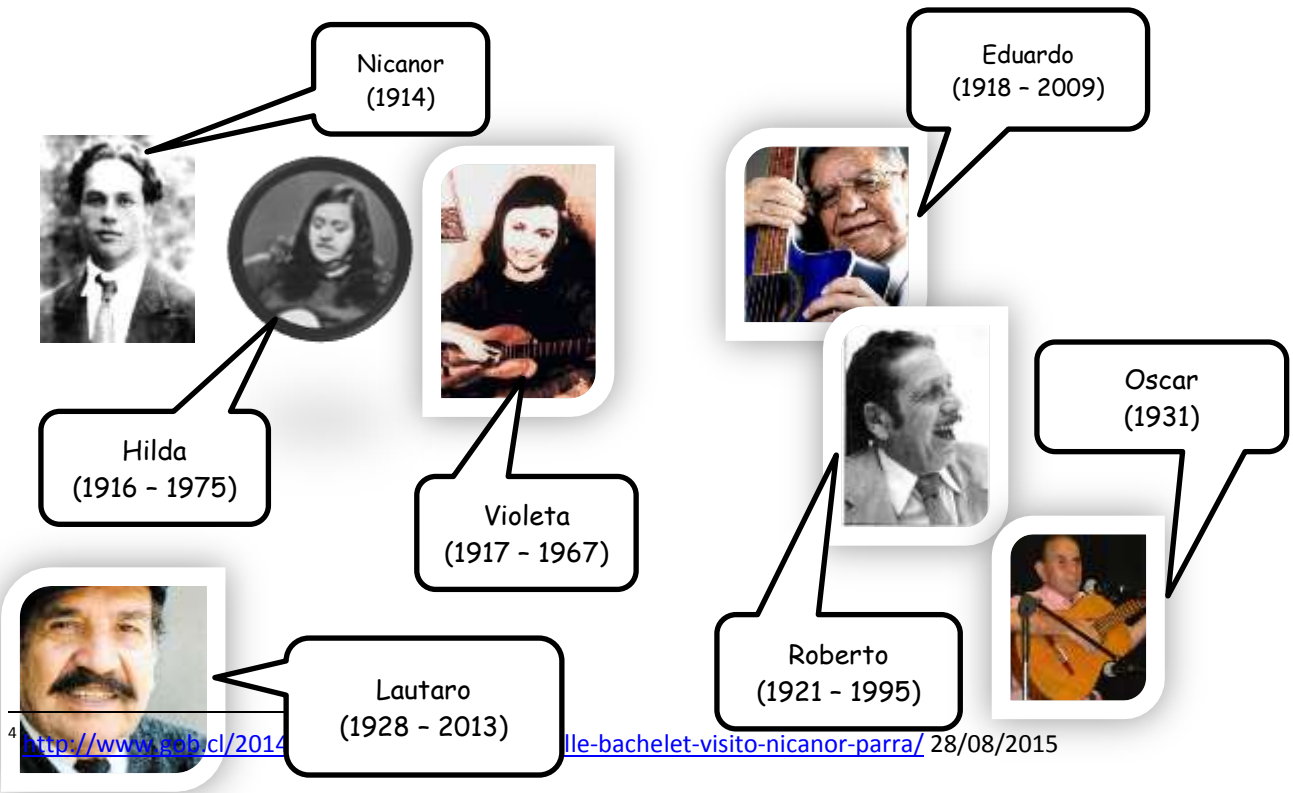 Nicanor
(1914)
Eduardo
(1918 – 2009)
Hilda
(1916 – 1975)
Violeta
(1917 – 1967)
Oscar
(1931)
Roberto
(1921 – 1995)
Lautaro
(1928 – 2013)
4 http://www.gob.cl/2014 lle-bachelet-visito-nicanor-parra/ 28/08/2015